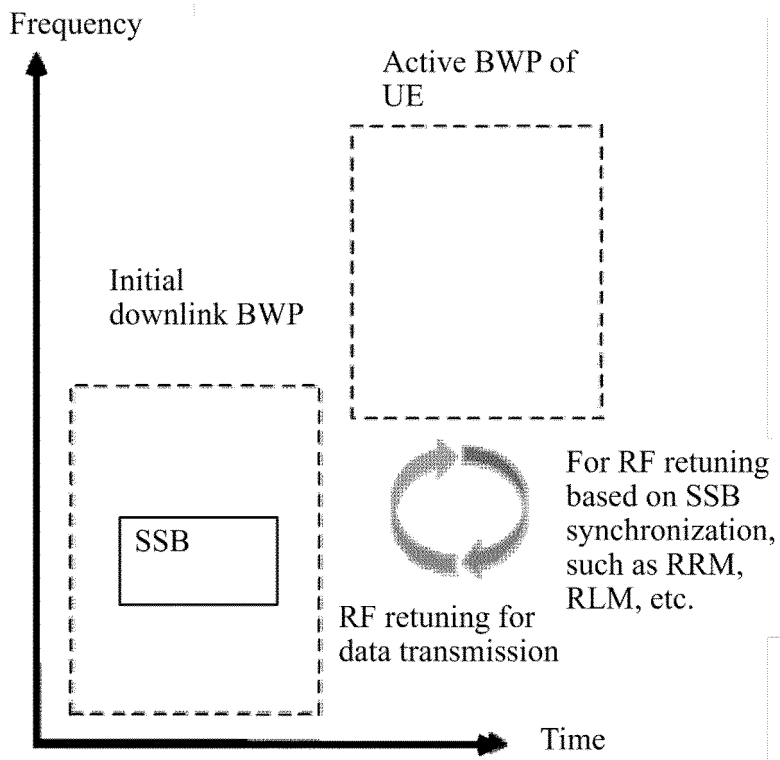 Frequency
Active BWP of
UE
Initial
downlink BWP
SSB
For RF retuning
based on SSB
synchronization,
such as RRM,
RLM, etc.
RF retuning for
data transmission
Time